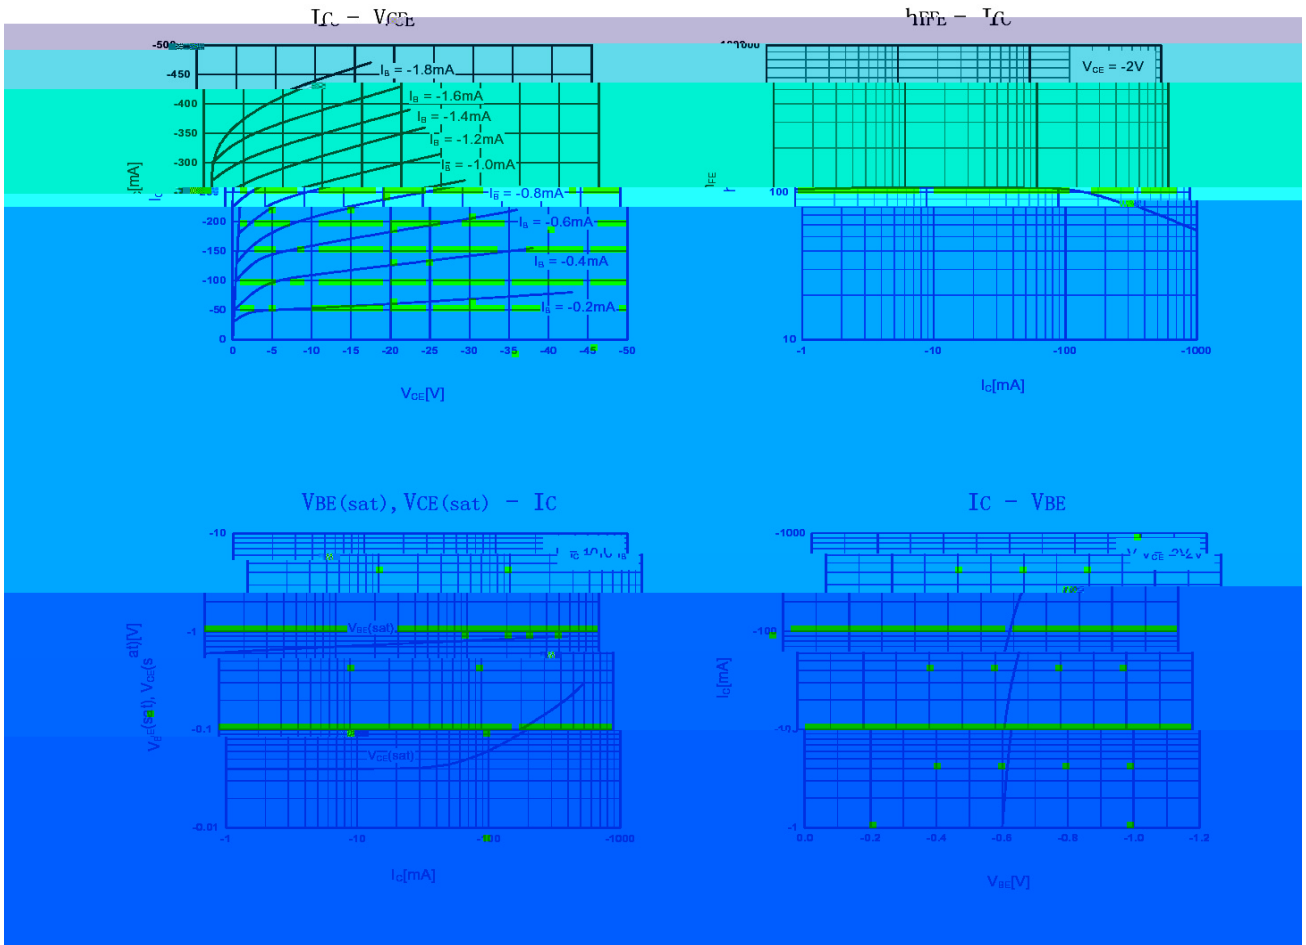 IC - VCE
-500
-450
-400
-350
-300
-200
-150
-100
-50
0
0 -5 -10 -15 -20 -25 -30 -35 -40 -45 -50
IB = -1.8mA
IB = -1.6mA
IB = -1.4mA
IB = -1.2mA
IB = -1.0mA
IB = -0.8mA
IB = -0.6mA
IB = -0.4mA
IB = -0.2mA
VCE[V]
hFE - IC
VCE = -2V
100
10
-1 -10 -100 -1000
IC[mA]
VBE(sat), VCE(sat) - IC
-10
-1
-0.1
-0.01
-1 -10 -100 -1000
VBE(sat)
VCE(sat)
IC[mA]
IC - VBE
-1000
-100
-1
0.0 -0.2 -0.4 -0.6 -0.8 -1.0 -1.2
IC[mA]
VBE[V]